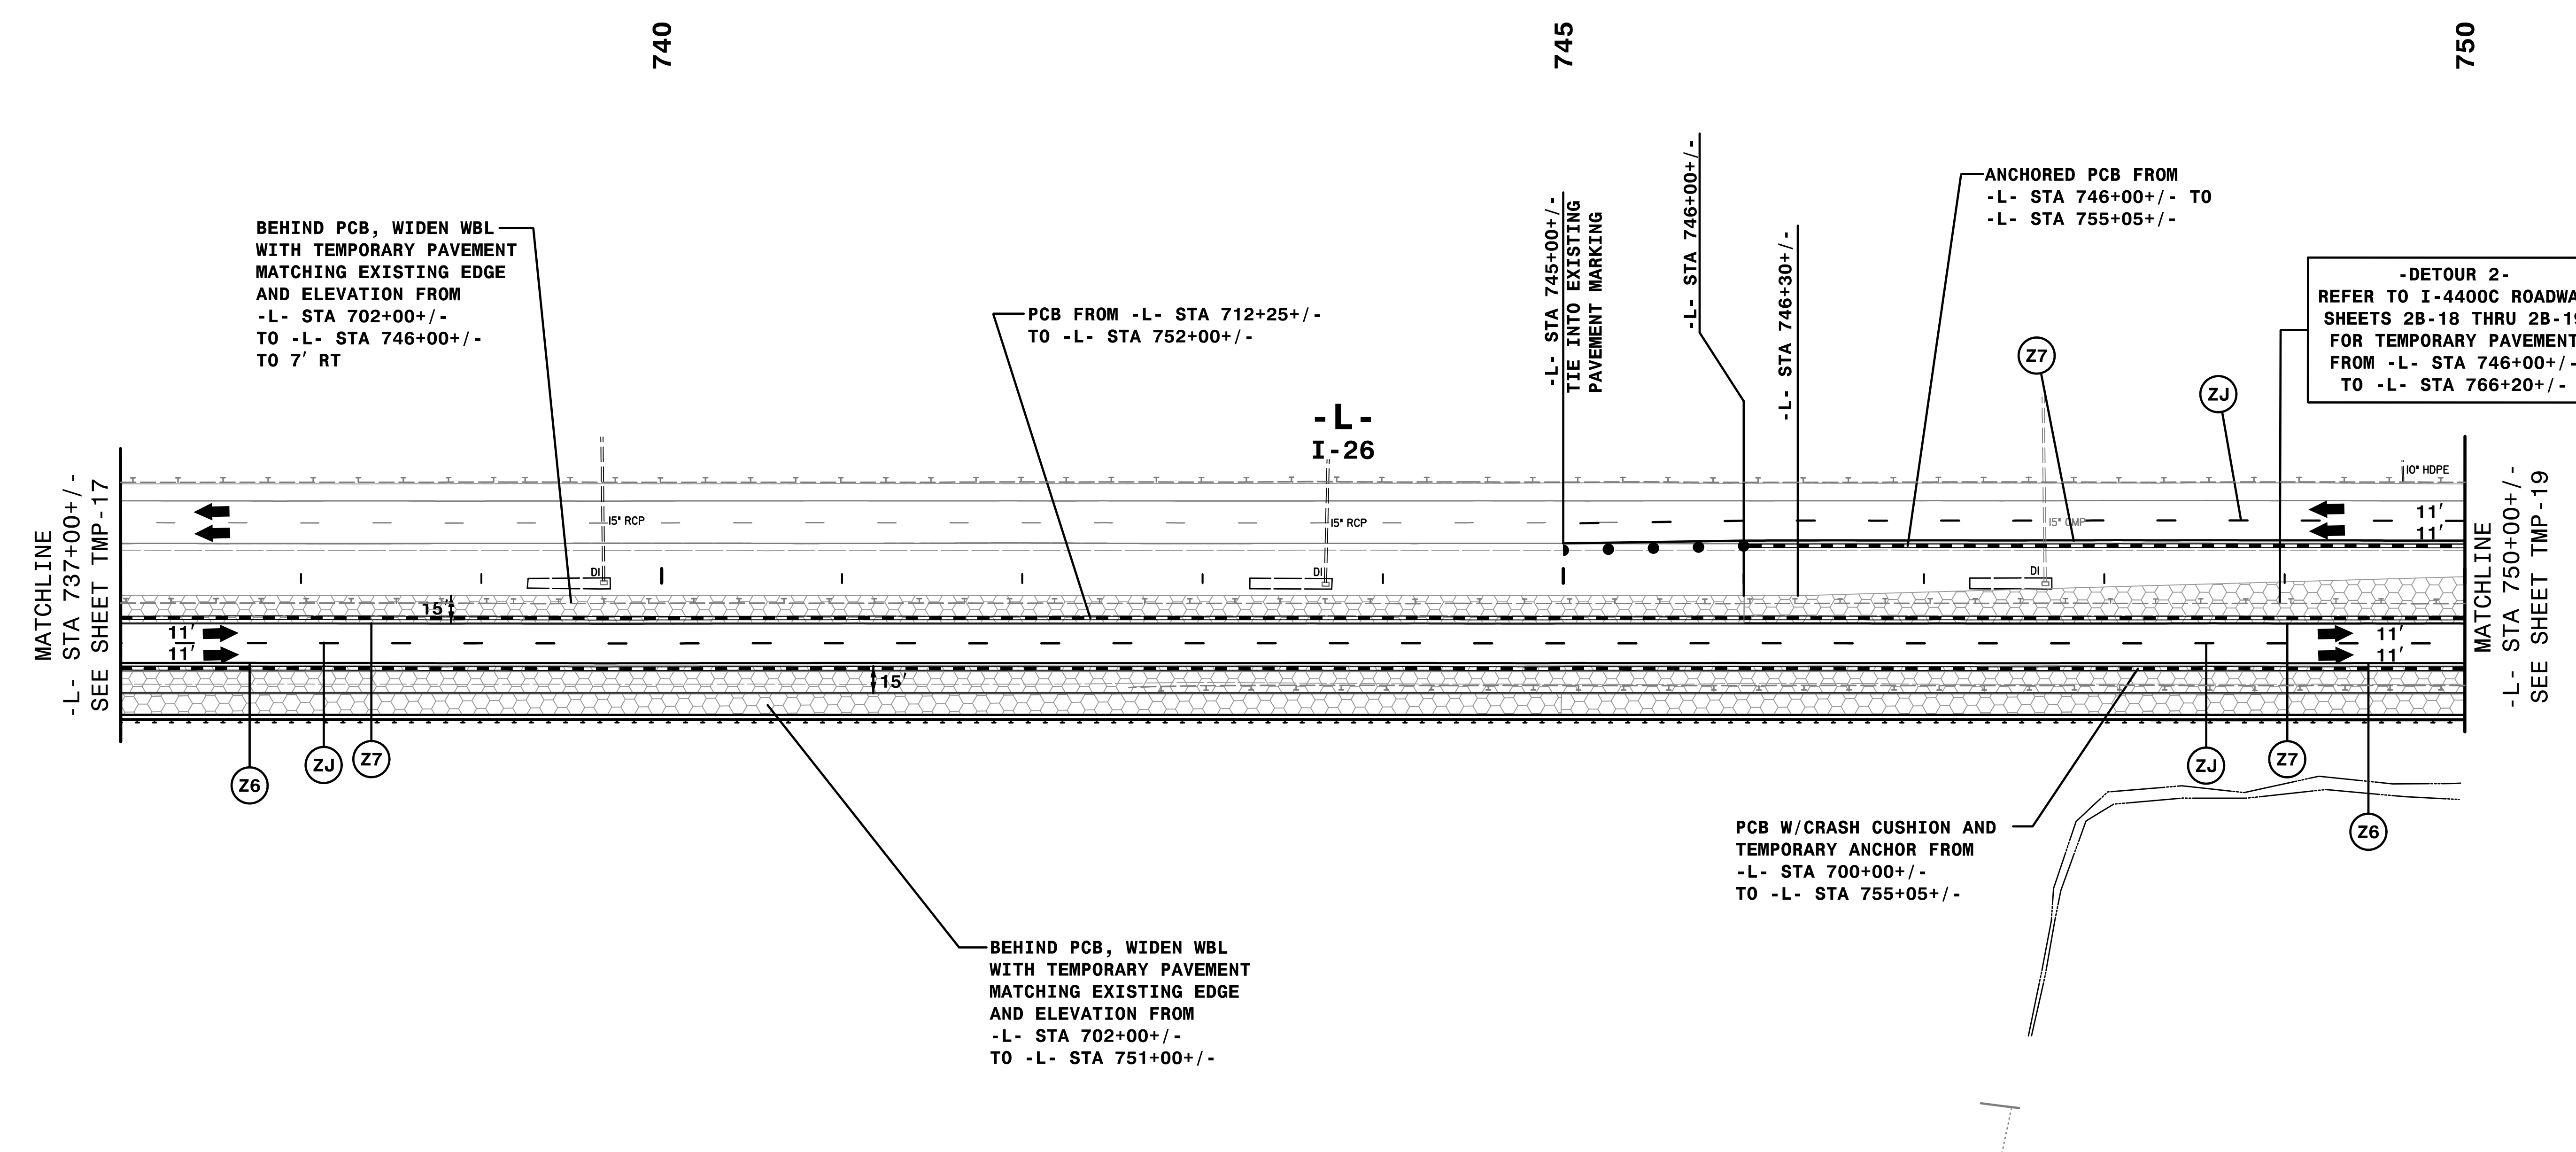 740
745
750
BEHIND PCB, WIDEN WBL
WITH TEMPORARY PAVEMENT
MATCHING EXISTING EDGE
AND ELEVATION FROM
-L- STA 702+00+/-
TO -L- STA 746+00+/-
TO 7' RT
PCB FROM -L- STA 712+25+/-
TO -L- STA 752+00+/-
-L-
I-26
-L- STA 745+00+/-
TIE INTO EXISTING
PAVEMENT MARKING
-L- STA 746+00+/-
-L- STA 746+30+/-
ANCHORED PCB FROM
-L- STA 746+00+/- TO
-L- STA 755+05+/-
-DETOUR 2-
REFER TO I-4400C ROADWA
SHEETS 2B-18 THRU 2B-19
FOR TEMPORARY PAVEMENT
FROM -L- STA 746+00+/-
TO -L- STA 766+20+/-
Z7
ZJ
MATCHLINE
-L- STA 737+00+/-
SEE SHEET TMP-17
15" RCP
15" RCP
15" CMP
10" HDPE
11'
11'
DI
DI
DI
15'
11'
11'
15'
11'
11'
MATCHLINE
-L- STA 750+00+/-
SEE SHEET TMP-19
Z6
ZJ
Z7
ZJ
Z7
Z6
PCB W/CRASH CUSHION AND
TEMPORARY ANCHOR FROM
-L- STA 700+00+/-
TO -L- STA 755+05+/-
BEHIND PCB, WIDEN WBL
WITH TEMPORARY PAVEMENT
MATCHING EXISTING EDGE
AND ELEVATION FROM
-L- STA 702+00+/-
TO -L- STA 751+00+/-